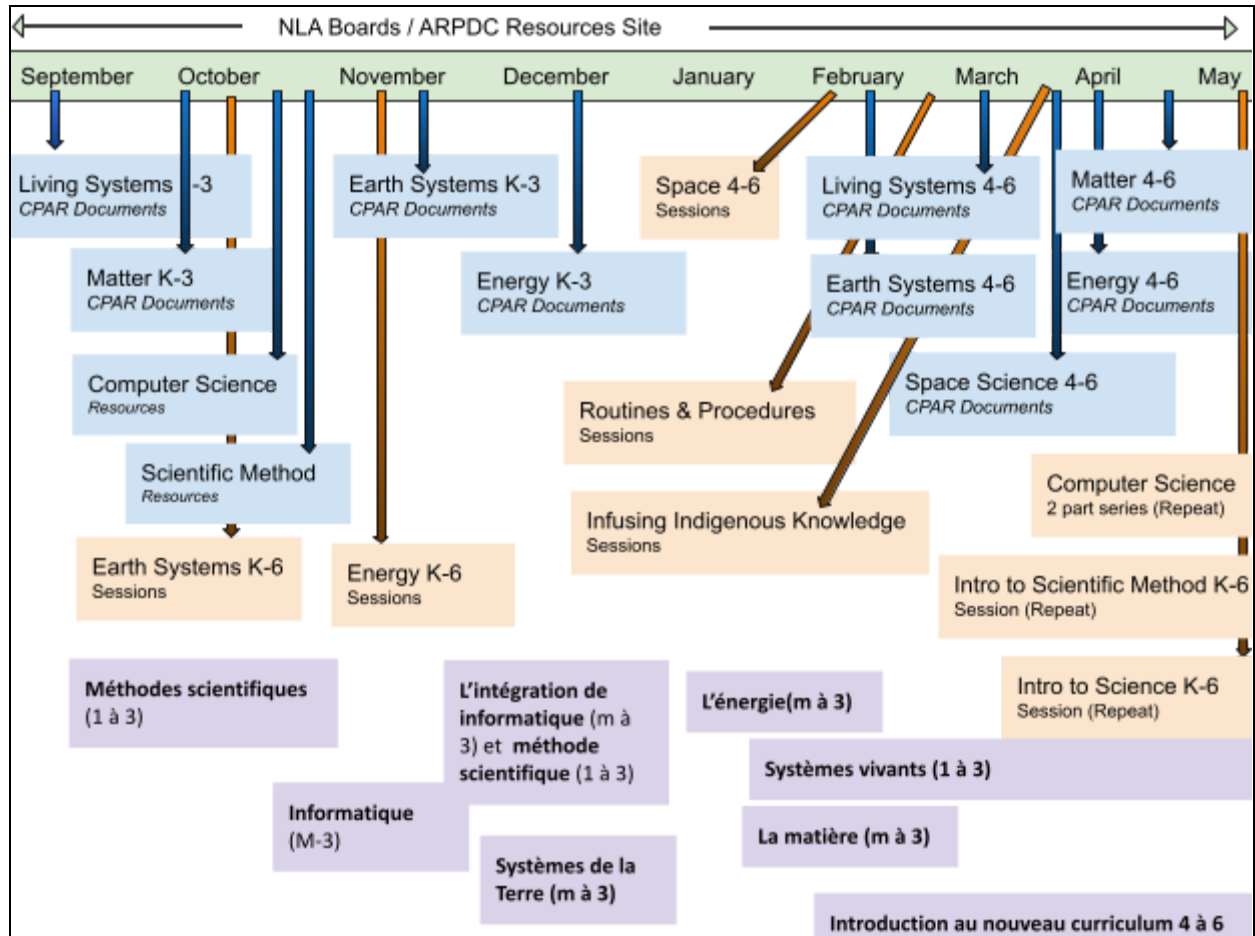 NLA Boards / ARPDC Resources Site
September October November December January February March April May
Living Systems -3
CPAR Documents
Matter K-3
CPAR Documents
Computer Science
Resources
Scientific Method
Resources
Earth Systems K-6
Sessions
Earth Systems K-3
CPAR Documents
Energy K-3
CPAR Documents
Energy K-6
Sessions
Space 4-6
Sessions
Routines & Procedures
Sessions
Infusing Indigenous Knowledge
Sessions
Living Systems 4-6
CPAR Documents
Earth Systems 4-6
CPAR Documents
Space Science 4-6
CPAR Documents
Matter 4-6
CPAR Documents
Energy 4-6
CPAR Documents
Computer Science
2 part series (Repeat)
Intro to Scientific Method K-6
Session (Repeat)
Intro to Science K-6
Session (Repeat)
Méthodes scientifiques
(1 à 3)
Informatique
(M-3)
L'intégration de
informatique (m à
3) et méthode
scientifique (1 à 3)
Systèmes de la
Terre (m à 3)
L'énergie(m à 3)
Systèmes vivants (1 à 3)
La matière (m à 3)
Introduction au nouveau curriculum 4 à 6